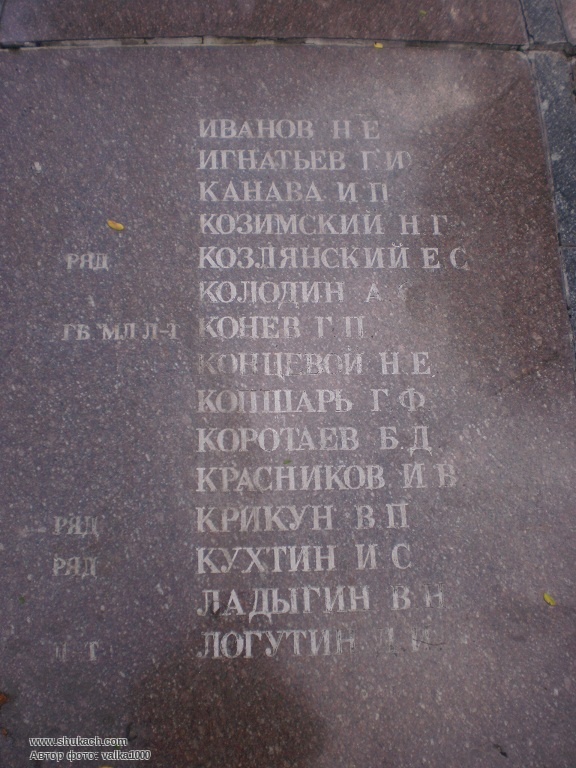 ИВАНОВ Н Е
ИГНАТЬЕВ Г И
КАНАВА И П
КОЗИМСКИЙ Н Г
РЯД КОЗЛЯНСКИЙ Е С
КОЛОДИН А
ГБ МЛ Л-Т КОНЕВ Г П
КОНЦЕВОЙ Н Е
КОПШАРЬ Г Ф
КОРОТАЕВ Б Д
КРАСНИКОВ И В
РЯД КРИКУН В П
РЯД КУХТИН И С
ЛАДЫГИН В Н
ЛОГУТИН
www.shukach.com
Автор фото: valka1000